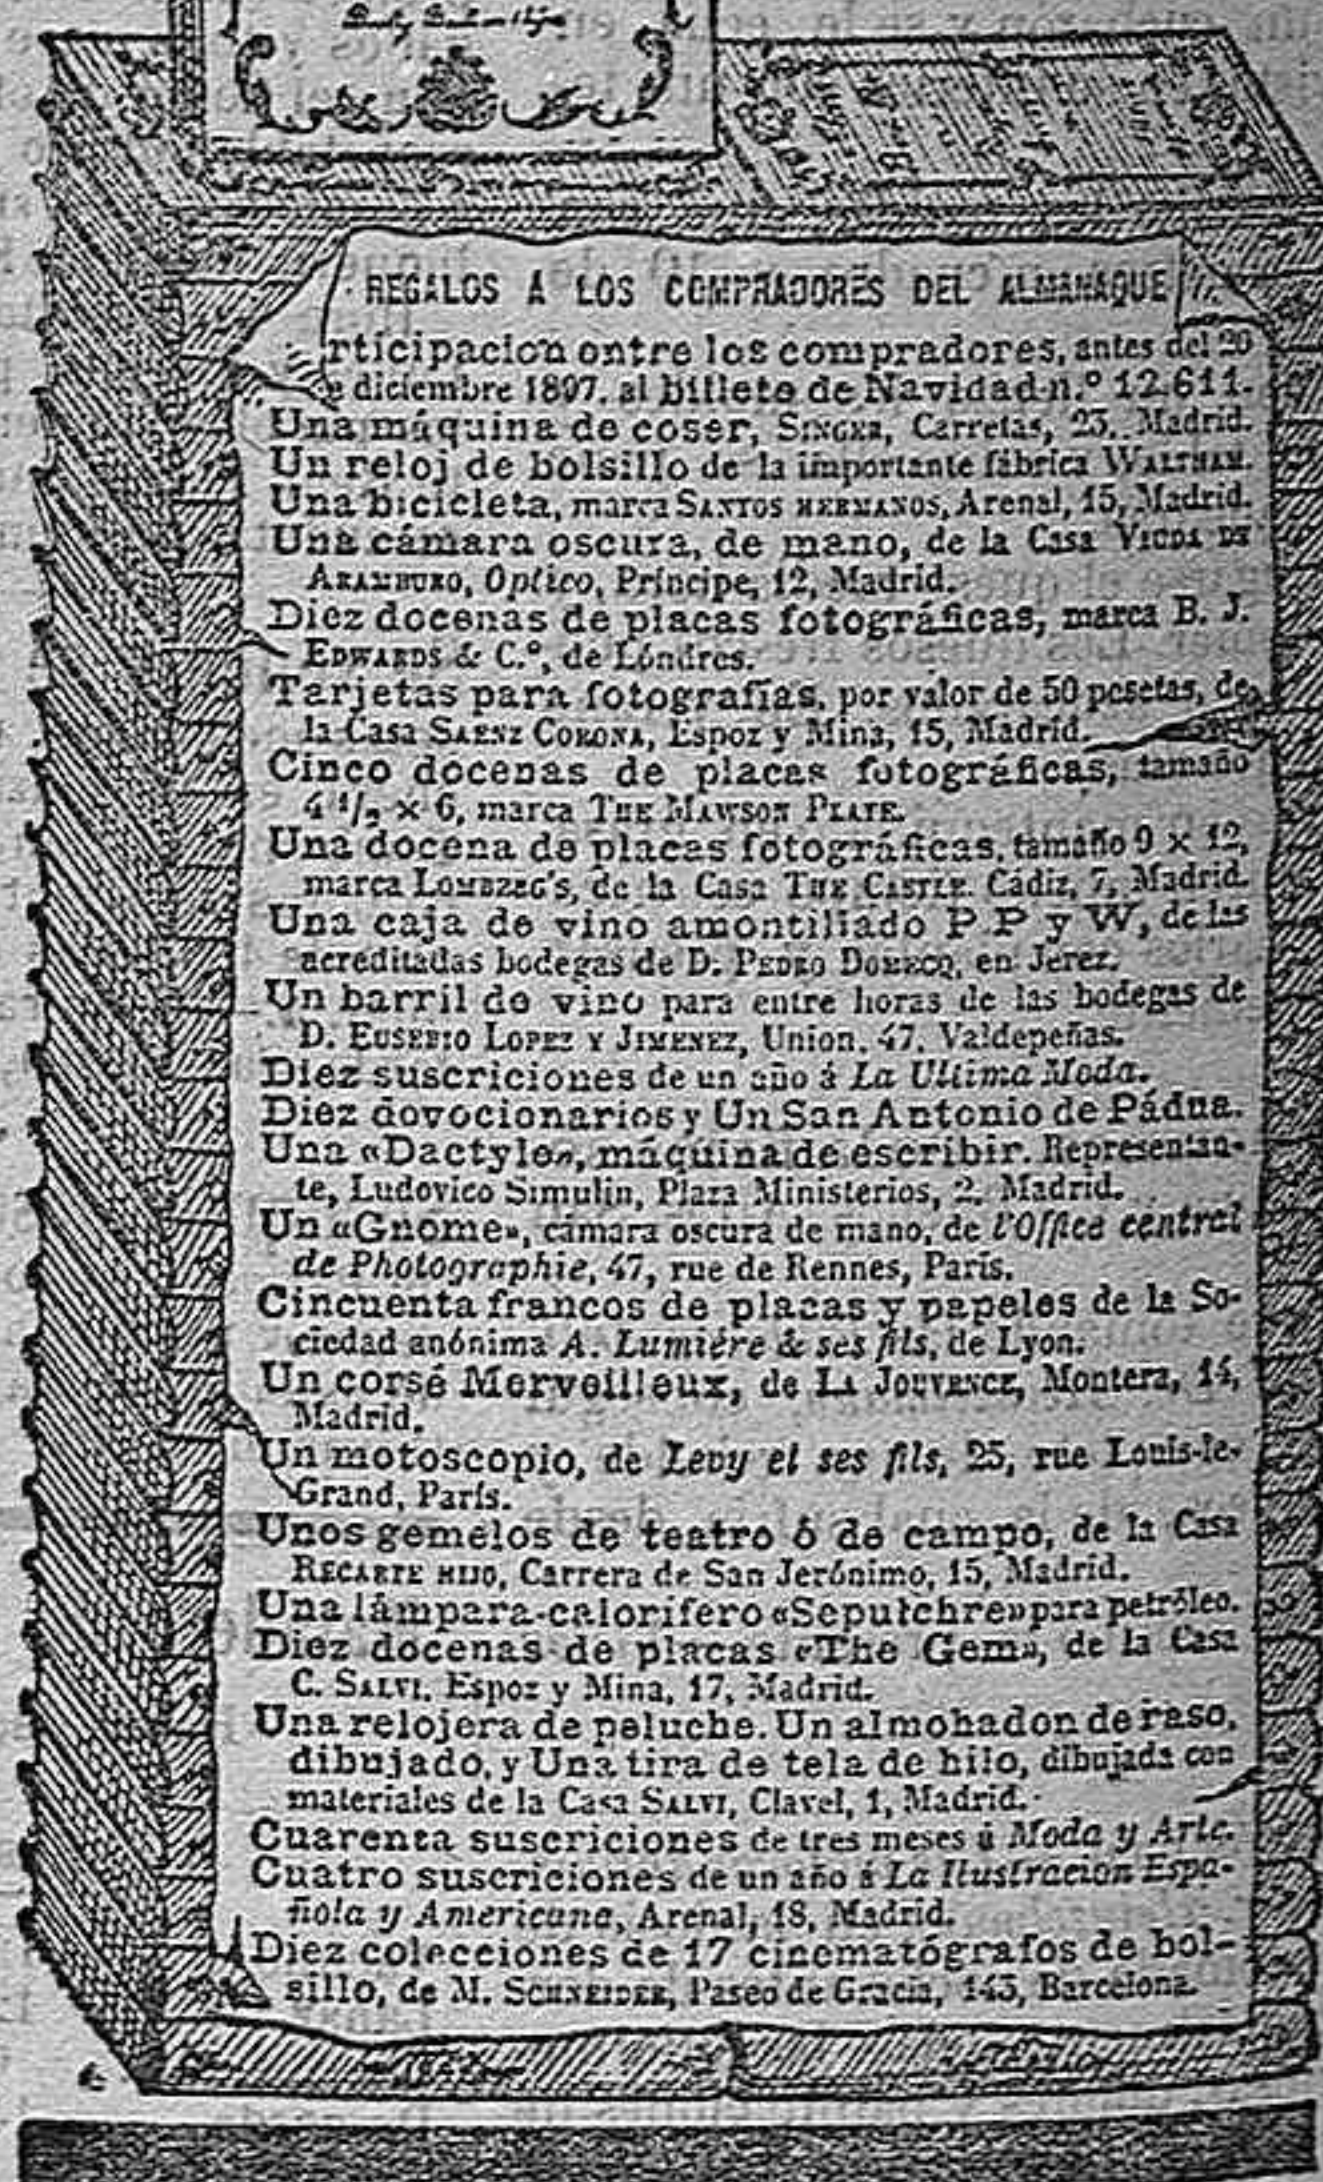 REGALOS A LOS COMPRADORES DEL ALMANAQUE
rticipacion entre los compradores, antes del 20
e diciembre 1897, al billete de Navidad n.º 12.611.
Una máquina de coser, SINGER, Carretas, 23, Madrid.
Un reloj de bolsillo de la importante fábrica WALTHAM.
Una bicicleta, marca SANTOS HERMANOS, Arenal, 15, Madrid.
Una cámara oscura, de mano, de la Casa VIUDA DE
ARAMBURO, Optico, Príncipe, 12, Madrid.
Diez docenas de placas fotográficas, marca B. J.
EDWARDS & C.º, de Lóndres.
Tarjetas para fotografías, por valor de 50 pesetas, de
la Casa SAENZ CORONA, Espoz y Mina, 15, Madrid.
Cinco docenas de placas fotográficas, tamaño
4 1/2 × 6, marca THE MAWSON PLATE.
Una docena de placas fotográficas, tamaño 9 × 12,
marca de la Casa THE CASTLE. Cádiz, 7, Madrid.
Una caja de vino amontillado P P y W, de las
acreditadas bodegas de D. PEDRO DOMECQ, en Jerez.
Un barril de vino para entre horas de las bodegas de
D. EUSEBIO LOPEZ Y JIMENEZ, Union, 47, Valdepeñas.
Diez suscriciones de un año á La Ultima Moda.
Diez devocionarios y Un San Antonio de Pádua.
Una «Dactyle», máquina de escribir. Representan-
te, Ludovico Simulin, Plaza Ministerios, 2, Madrid.
Un «Gnome», cámara oscura de mano, de l'Office central
de Photographie, 47, rue de Rennes, París.
Cincuenta francos de placas y papeles de la So-
ciedad anónima A. Lumiére & ses fils, de Lyon.
Un corsé Merveilleux, de LA JOUVENCE, Montera, 14,
Madrid.
Un motoscopio, de Levy et ses fils, 25, rue Louis-le-
Grand, París.
Unos gemelos de teatro ó de campo, de la Casa
RECARTE HIJO, Carrera de San Jerónimo, 15, Madrid.
Una lámpara-calorífero «Sepulchre» para petróleo.
Diez docenas de placas «The Gem», de la Casa
C. SALVI, Espoz y Mina, 17, Madrid.
Una relojera de peluche. Un almohadon de raso,
dibujado, y Una tira de tela de hilo, dibujada con
materiales de la Casa SALVI, Clavel, 1, Madrid.
Cuarenta suscriciones de tres meses á Moda y Arte.
Cuatro suscriciones de un año á La Ilustracion Espa-
ñola y Americana, Arenal, 18, Madrid.
Diez colecciones de 17 cinematógrafos de bol-
sillo, de M. SCHNEIDER, Paseo de Gracia, 143, Barcelona.